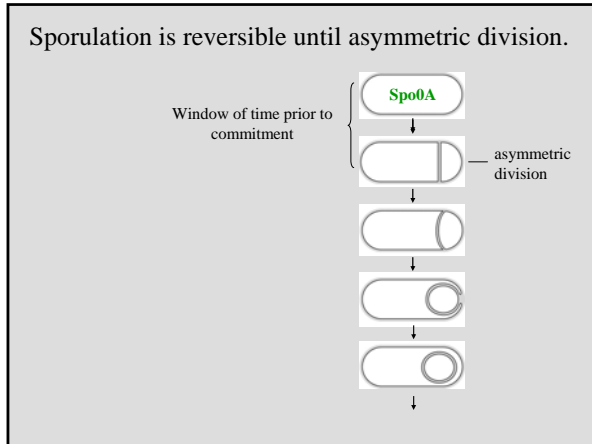 Sporulation is reversible until asymmetric division.
Spo0A
Window of time prior to
commitment
asymmetric
division